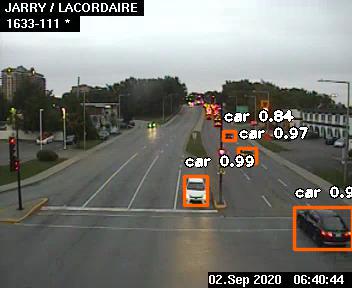 JARRY / LACORDAIRE
1633-111 *
car 0.84
car 0.97
car 0.99
car 0.9
02.Sep 2020 06:40:44